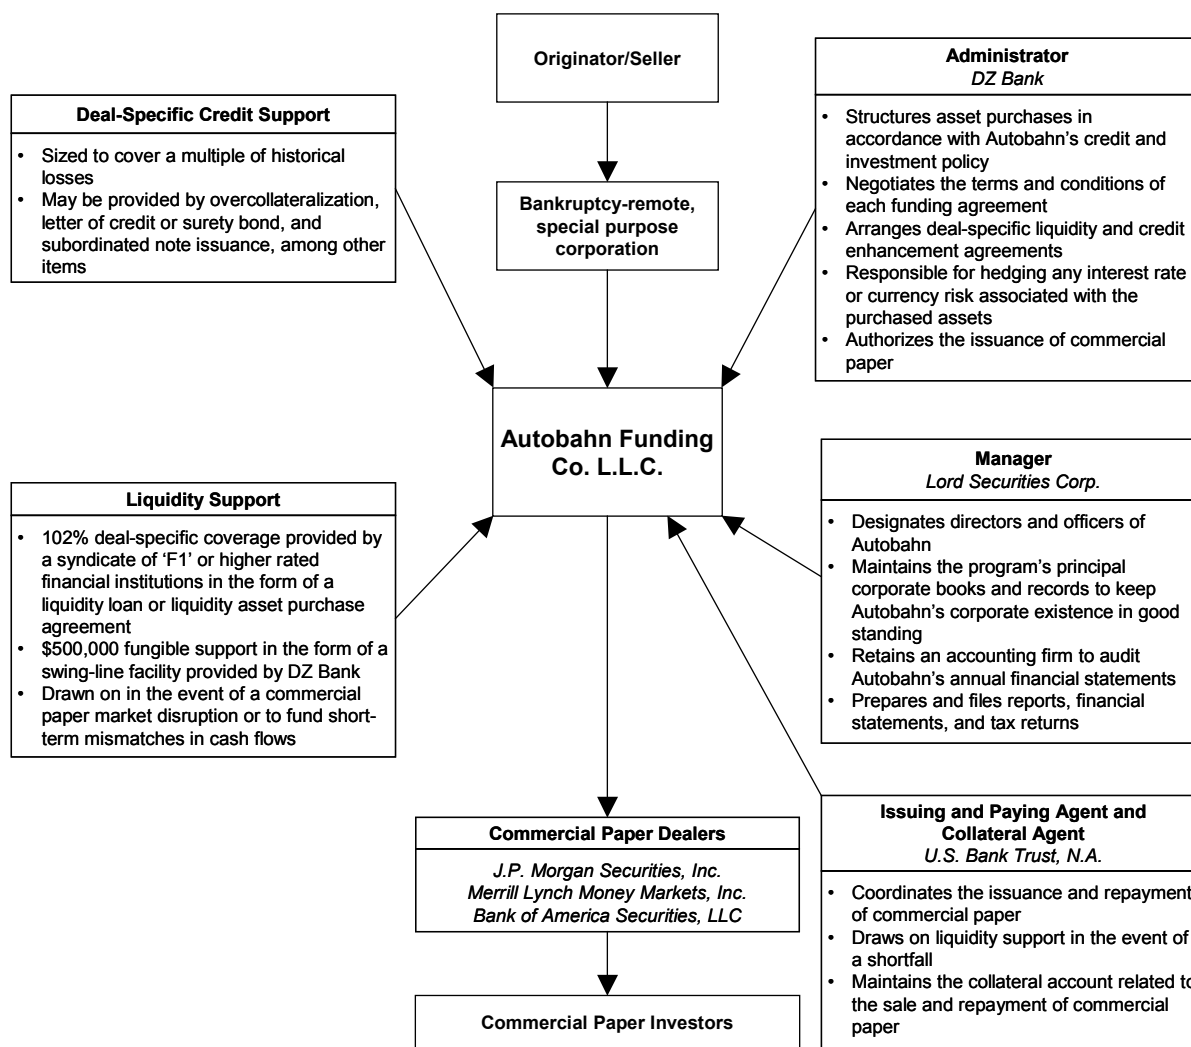 Originator/Seller
Administrator
DZ Bank
• Structures asset purchases in
accordance with Autobahn's credit and
investment policy
• Negotiates the terms and conditions of
each funding agreement
• Arranges deal-specific liquidity and credit
enhancement agreements
• Responsible for hedging any interest rate
or currency risk associated with the
purchased assets
• Authorizes the issuance of commercial
paper
Deal-Specific Credit Support
• Sized to cover a multiple of historical
losses
• May be provided by overcollateralization,
letter of credit or surety bond, and
subordinated note issuance, among other
items
Bankruptcy-remote,
special purpose
corporation
Autobahn Funding
Co. L.L.C.
Manager
Lord Securities Corp.
• Designates directors and officers of
Autobahn
• Maintains the program's principal
corporate books and records to keep
Autobahn's corporate existence in good
standing
• Retains an accounting firm to audit
Autobahn's annual financial statements
• Prepares and files reports, financial
statements, and tax returns
Liquidity Support
• 102% deal-specific coverage provided by
a syndicate of 'F1' or higher rated
financial institutions in the form of a
liquidity loan or liquidity asset purchase
agreement
• $500,000 fungible support in the form of a
swing-line facility provided by DZ Bank
• Drawn on in the event of a commercial
paper market disruption or to fund short-
term mismatches in cash flows
Commercial Paper Dealers
J.P. Morgan Securities, Inc.
Merrill Lynch Money Markets, Inc.
Bank of America Securities, LLC
Issuing and Paying Agent and
Collateral Agent
U.S. Bank Trust, N.A.
• Coordinates the issuance and repayment
of commercial paper
• Draws on liquidity support in the event of
a shortfall
• Maintains the collateral account related to
the sale and repayment of commercial
paper
Commercial Paper Investors